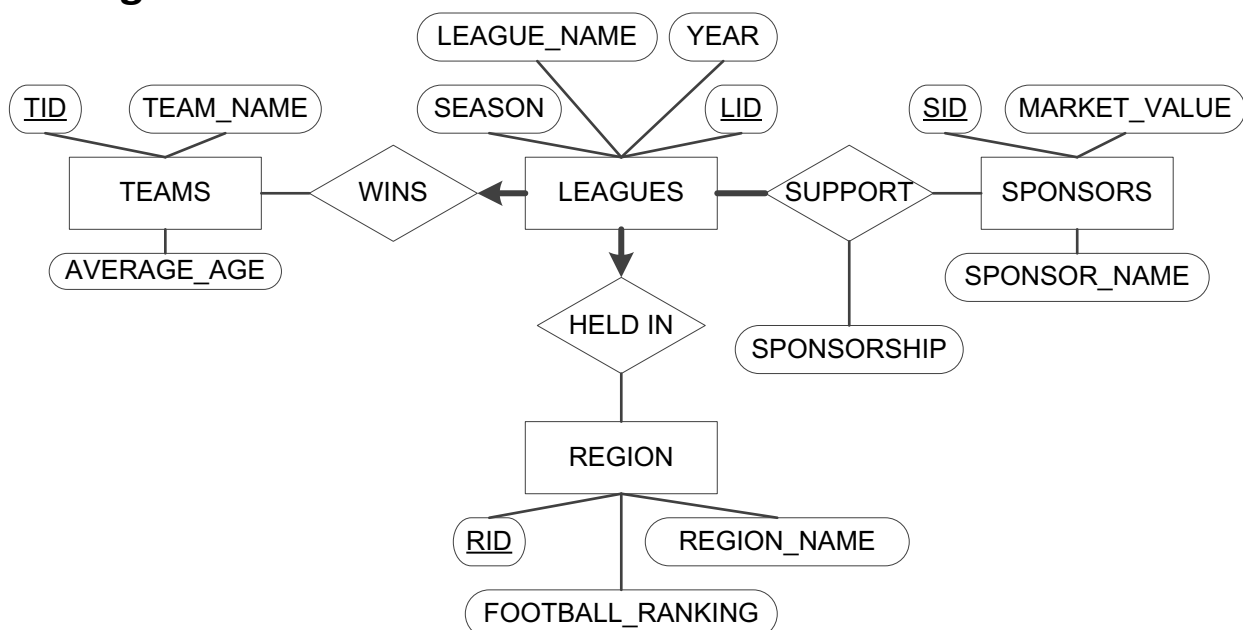 LEAGUE_NAME
YEAR
TID
TEAM_NAME
SEASON
LID
SID
MARKET_VALUE
TEAMS
WINS
LEAGUES
SUPPORT
SPONSORS
AVERAGE_AGE
SPONSOR_NAME
HELD IN
SPONSORSHIP
REGION
RID
REGION_NAME
FOOTBALL_RANKING